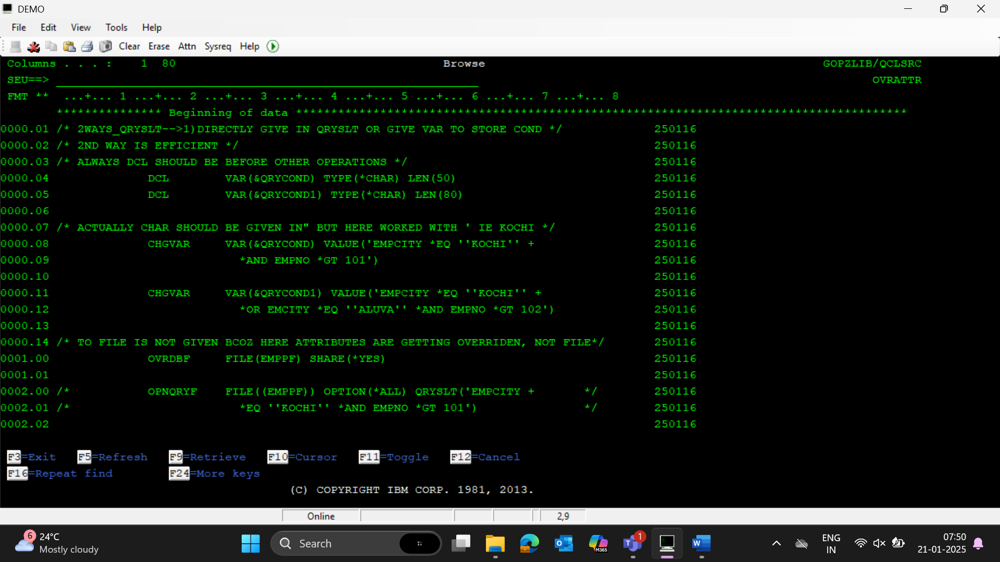 DEMO
File Edit View Tools Help
Clear Erase Attn Sysreq Help
Columns . . . : 1 80 Browse GOPZLIB/QCLSRC
SEU==> OVRATTR
FMT ** ...+... 1 ...+... 2 ...+... 3 ...+... 4 ...+... 5 ...+... 6 ...+... 7 ...+... 8
*************** Beginning of data ***************************************************************************************
0000.01 /* 2WAYS_QRYSLT-->1)DIRECTLY GIVE IN QRYSLT OR GIVE VAR TO STORE COND */ 250116
0000.02 /* 2ND WAY IS EFFICIENT */ 250116
0000.03 /* ALWAYS DCL SHOULD BE BEFORE OTHER OPERATIONS */ 250116
0000.04 DCL VAR(&QRYCOND) TYPE(*CHAR) LEN(50) 250116
0000.05 DCL VAR(&QRYCOND1) TYPE(*CHAR) LEN(80) 250116
0000.06 250116
0000.07 /* ACTUALLY CHAR SHOULD BE GIVEN IN" BUT HERE WORKED WITH ' IE KOCHI */ 250116
0000.08 CHGVAR VAR(&QRYCOND) VALUE('EMPCITY *EQ ''KOCHI'' + 250116
0000.09 *AND EMPNO *GT 101') 250116
0000.10 250116
0000.11 CHGVAR VAR(&QRYCOND1) VALUE('EMPCITY *EQ ''KOCHI'' + 250116
0000.12 *OR EMCITY *EQ ''ALUVA'' *AND EMPNO *GT 102') 250116
0000.13 250116
0000.14 /* TO FILE IS NOT GIVEN BCOZ HERE ATTRIBUTES ARE GETTING OVERRIDEN, NOT FILE*/ 250116
0001.00 OVRDBF FILE(EMPPF) SHARE(*YES) 250116
0001.01 250116
0002.00 /* OPNQRYF FILE((EMPPF)) OPTION(*ALL) QRYSLT('EMPCITY + */ 250116
0002.01 /* *EQ ''KOCHI'' *AND EMPNO *GT 101') */ 250116
0002.02 250116
F3=Exit F5=Refresh F9=Retrieve F10=Cursor F11=Toggle F12=Cancel
F16=Repeat find F24=More keys
(C) COPYRIGHT IBM CORP. 1981, 2013.
Online 2,9
6 24°C
Mostly cloudy
Search
M365
1
ENG
IN
07:50
21-01-2025